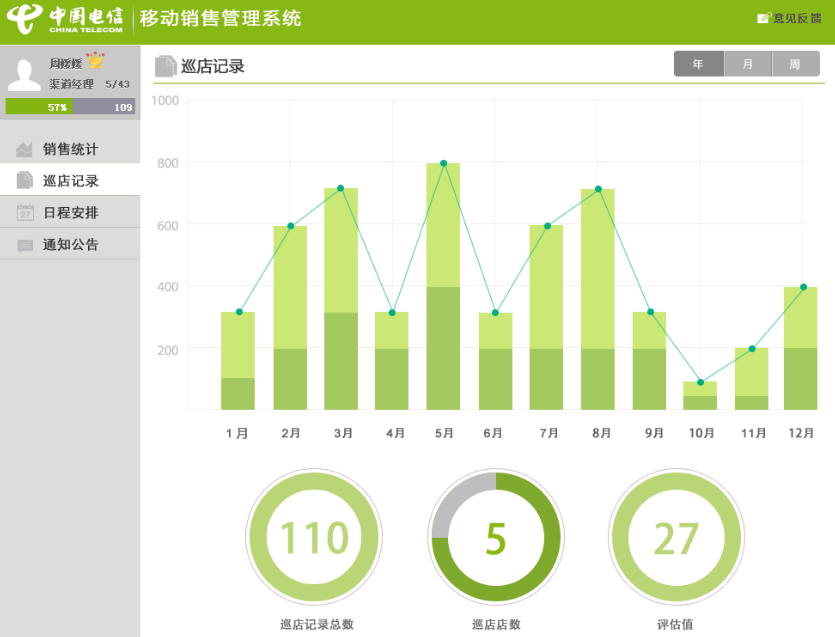 中国电信
CHINA TELECOM
移动销售管理系统
意见反馈
周媛媛
渠道经理 5/43
57% 109
销售统计
巡店记录
27 日程安排
通知公告
巡店记录
年 月 周
1000
800
600
400
200
1月 2月 3月 4月 5月 6月 7月 8月 9月 10月 11月 12月
110 5 27
巡店记录总数 巡店店数 评估值